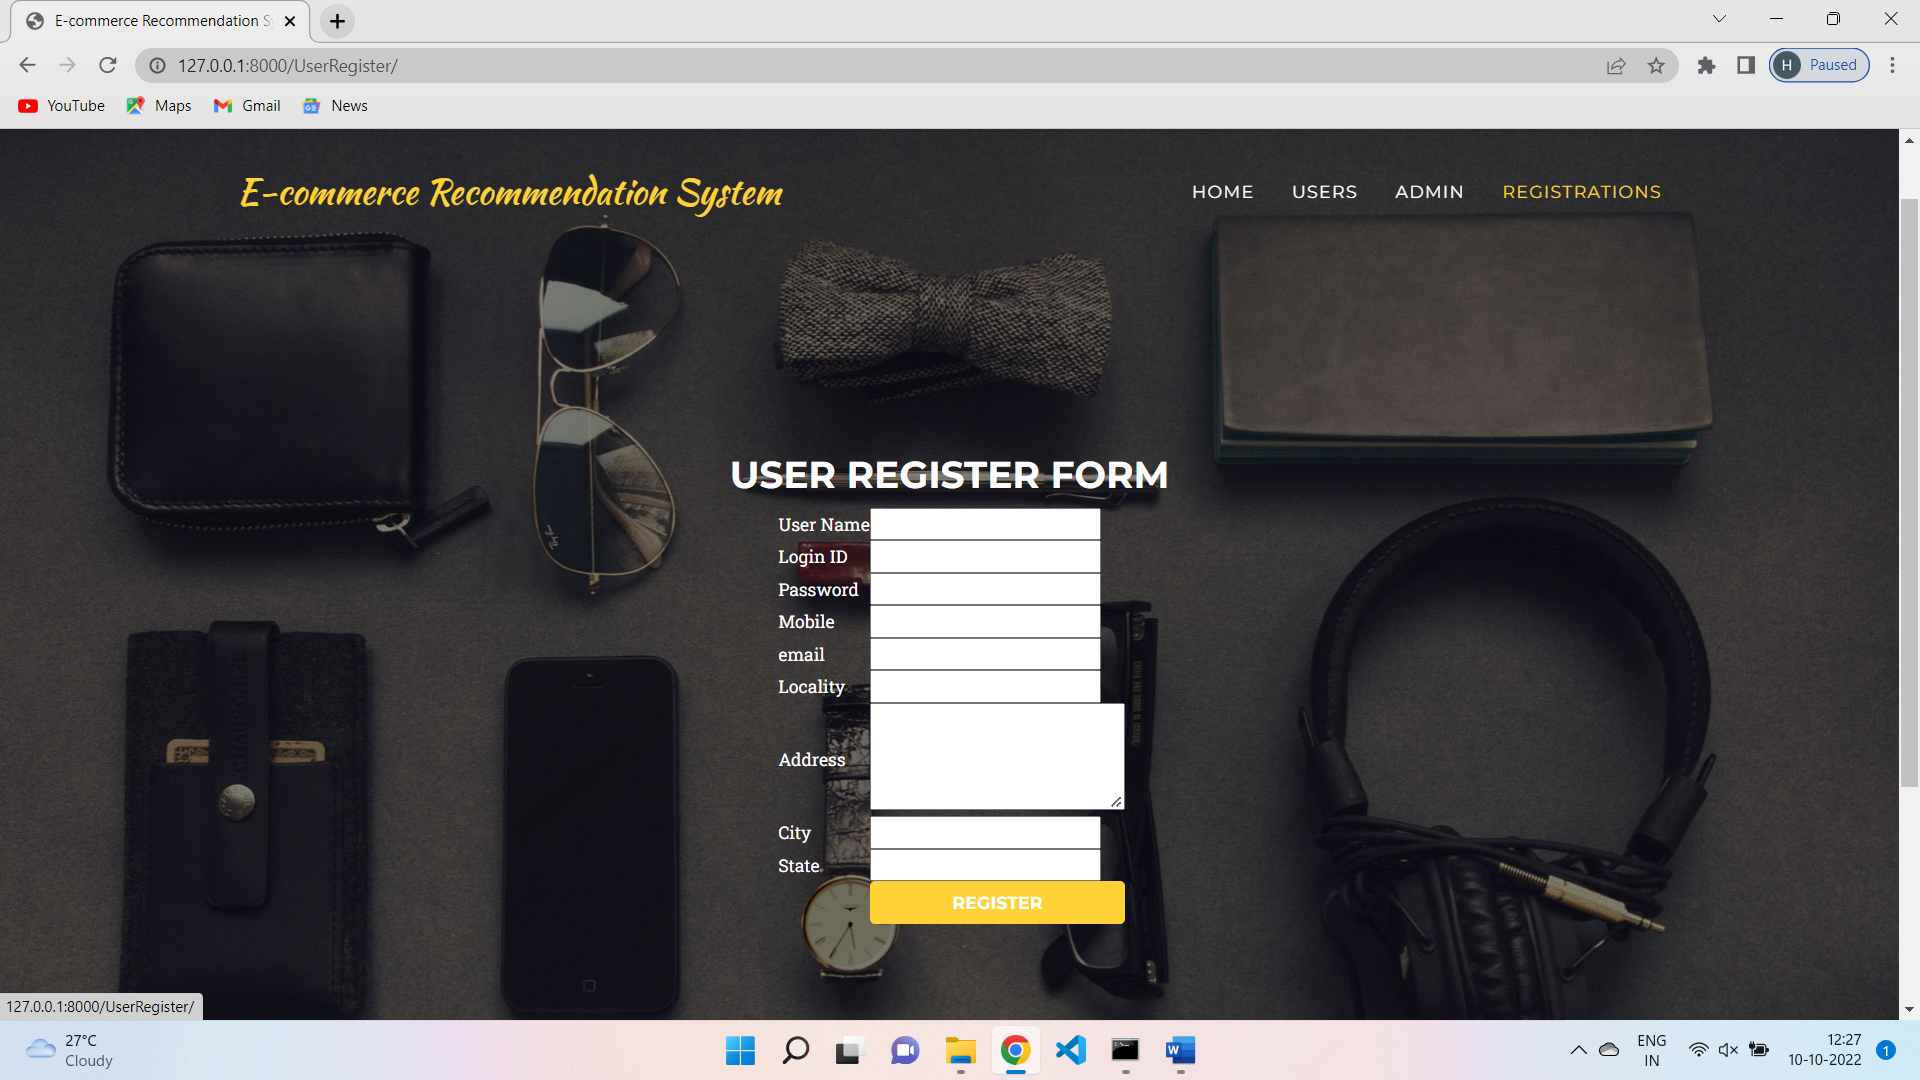 E-commerce Recommendation S
127.0.0.1:8000/UserRegister/
H Paused
YouTube Maps Gmail News
E-commerce Recommendation System
HOME USERS ADMIN REGISTRATIONS
USER REGISTER FORM
User Name
Login ID
Password
Mobile
email
Locality
Address
City
State
REGISTER
127.0.0.1:8000/UserRegister/
27°C
Cloudy
ENG
IN
12:27
10-10-2022
1